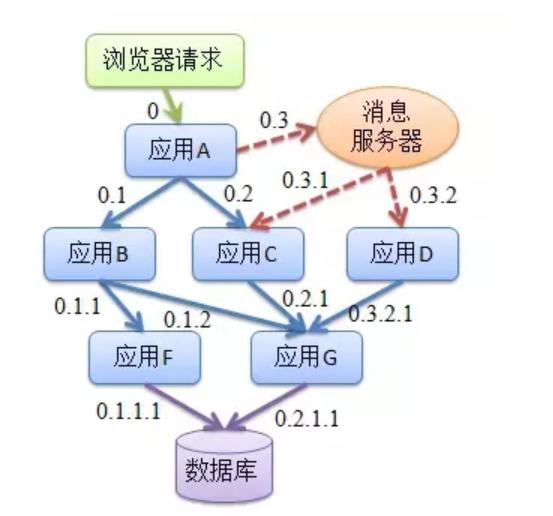 浏览器请求
0
0.3
消息
服务器
应用A
0.1
0.2
0.3.1
0.3.2
应用B
应用C
应用D
0.1.1
0.1.2
0.2.1
0.3.2.1
应用F
应用G
0.1.1.1
0.2.1.1
数据库